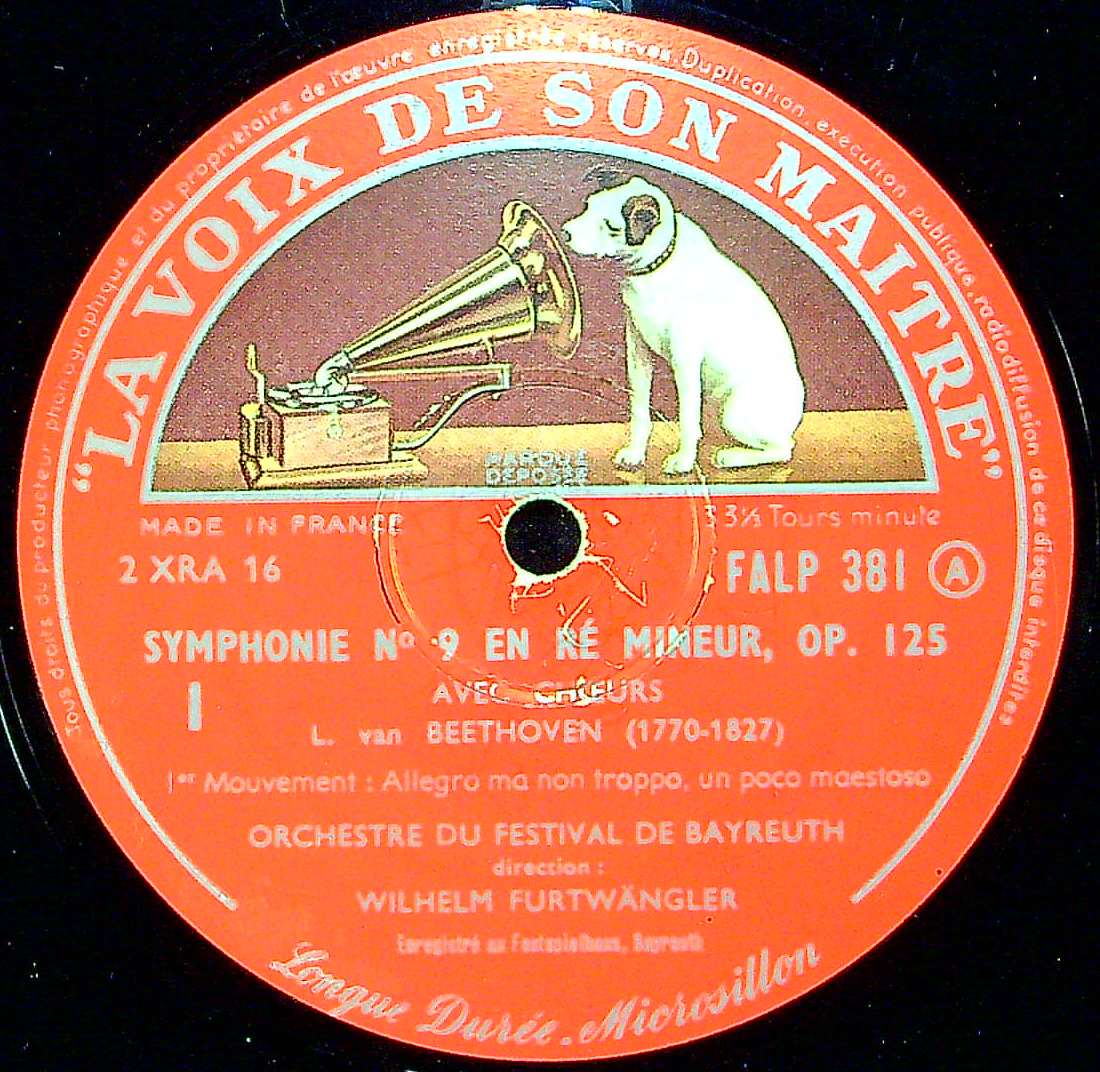 Tous droits du producteur phonographique et du propriétaire de l'œuvre enregistrée réservés. Duplication, exécution publique, radiodiffusion de ce disque interdites
"LA VOIX DE SON MAITRE"
MARQUE
DÉPOSÉE
MADE IN FRANCE
33⅓ Tours minute
2 XRA 16
FALP 381 A
SYMPHONIE Nº 9 EN RÉ MINEUR, OP. 125
I
AVEC CHŒURS
L. van BEETHOVEN (1770-1827)
1er Mouvement : Allegro ma non troppo, un poco maestoso
ORCHESTRE DU FESTIVAL DE BAYREUTH
direction :
WILHELM FURTWÄNGLER
Enregistré au Festspielhaus, Bayreuth
Longue Durée. Microsillon